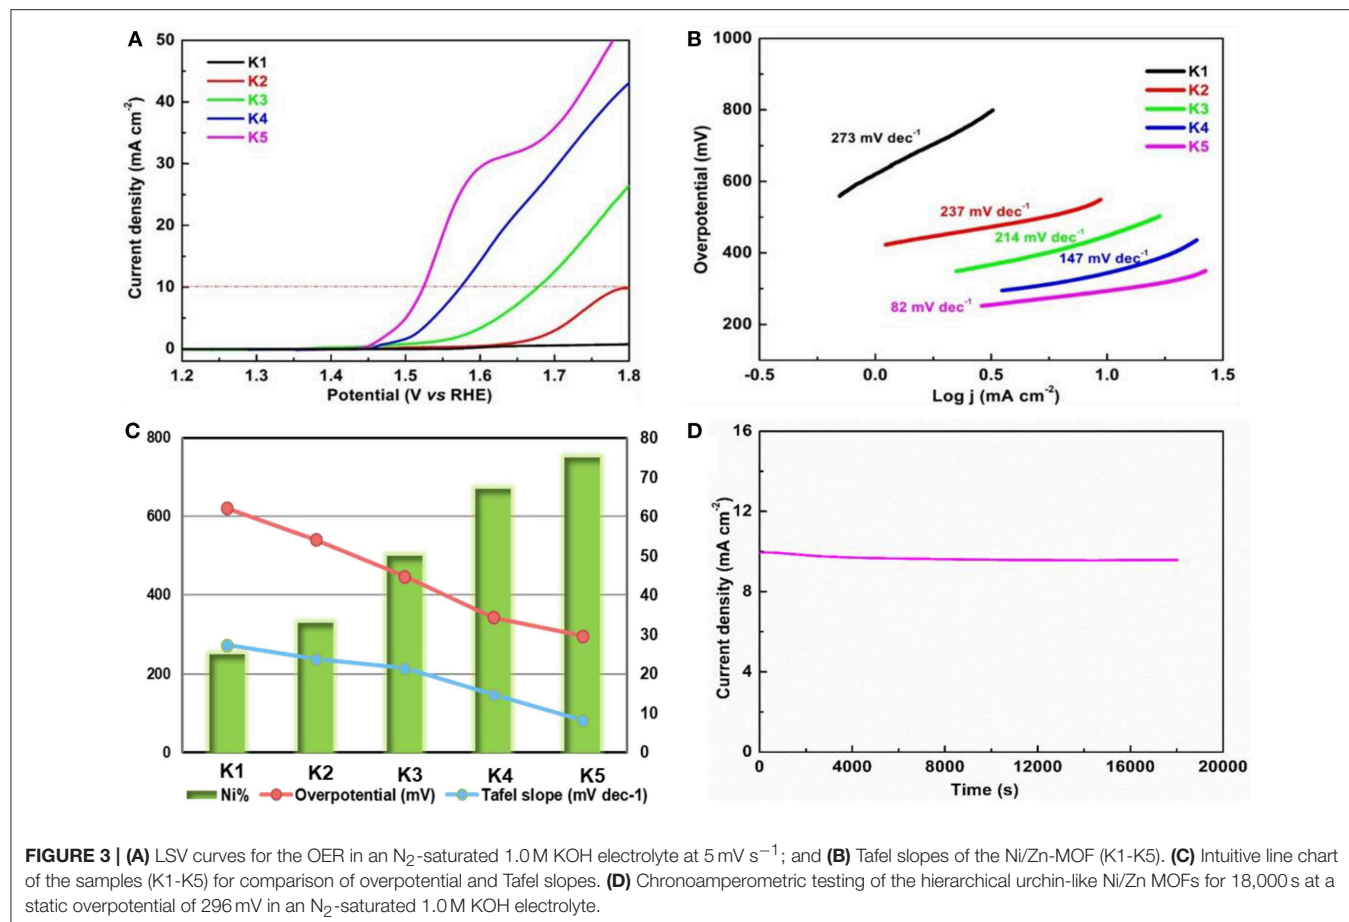 A
50
40
30
20
10
0
Current density (mA cm⁻²)
K1
K2
K3
K4
K5
1.2 1.3 1.4 1.5 1.6 1.7 1.8
Potential (V vs RHE)
B
1000
800
600
400
200
Overpotential (mV)
K1
K2
K3
K4
K5
273 mV dec⁻¹
237 mV dec⁻¹
214 mV dec⁻¹
147 mV dec⁻¹
82 mV dec⁻¹
-0.5 0.0 0.5 1.0 1.5
Log j (mA cm⁻²)
C
800
600
400
200
0
80
70
60
50
40
30
20
10
0
K1 K2 K3 K4 K5
Ni% Overpotential (mV) Tafel slope (mV dec-1)
D
16
12
8
4
0
Current density (mA cm⁻²)
0 4000 8000 12000 16000 20000
Time (s)
FIGURE 3 | (A) LSV curves for the OER in an N₂-saturated 1.0 M KOH electrolyte at 5 mV s⁻¹; and (B) Tafel slopes of the Ni/Zn-MOF (K1-K5). (C) Intuitive line chart
of the samples (K1-K5) for comparison of overpotential and Tafel slopes. (D) Chronoamperometric testing of the hierarchical urchin-like Ni/Zn MOFs for 18,000 s at a
static overpotential of 296 mV in an N₂-saturated 1.0 M KOH electrolyte.